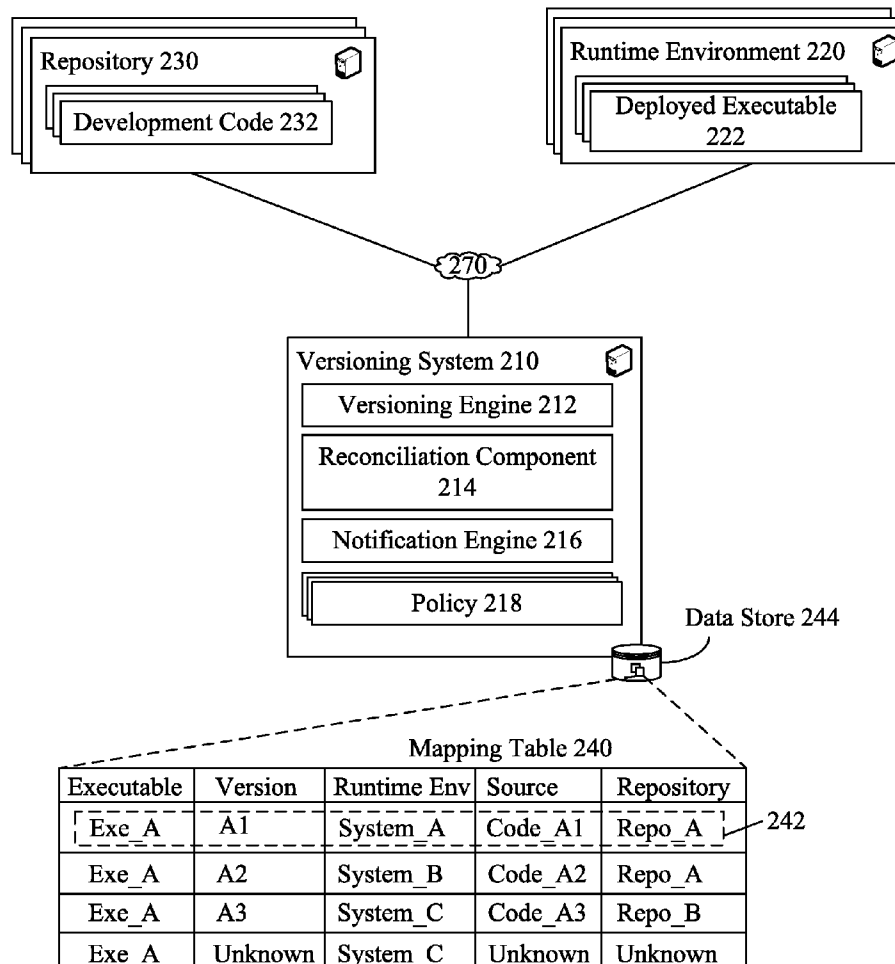 Repository 230
Development Code 232
Runtime Environment 220
Deployed Executable
222
270
Versioning System 210
Versioning Engine 212
Reconciliation Component
214
Notification Engine 216
Policy 218
Data Store 244
Mapping Table 240
Executable Version Runtime Env Source Repository
Exe_A A1 System_A Code_A1 Repo_A
242
Exe_A A2 System_B Code_A2 Repo_A
Exe_A A3 System_C Code_A3 Repo_B
Exe_A Unknown System_C Unknown Unknown